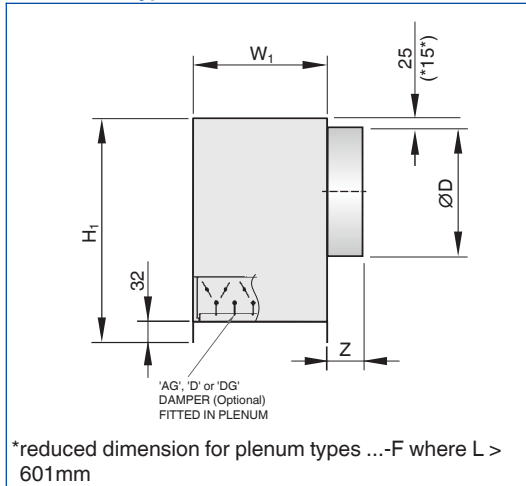 W₁
25
(*15*)
H₁
ØD
32
Z
'AG', 'D' or 'DG'
DAMPER (Optional)
FITTED IN PLENUM
*reduced dimension for plenum types ...-F where L >
601mm